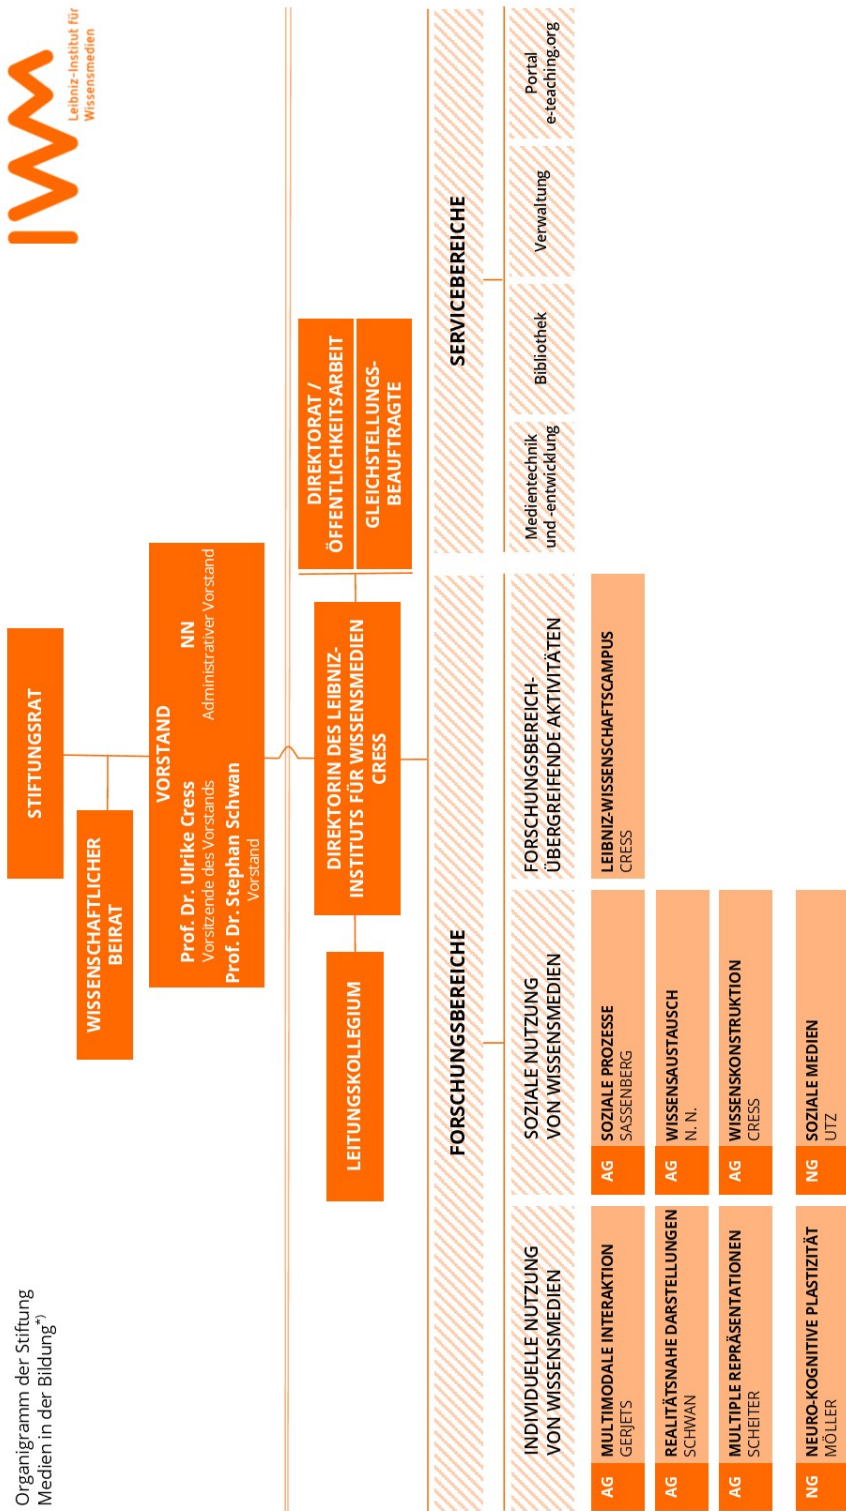 Organigramm der Stiftung
Medien in der Bildung*)
IWM
Leibniz-Institut für
Wissensmedien
STIFTUNGSRAT
WISSENSCHAFTLICHER
BEIRAT
VORSTAND
Prof. Dr. Ulrike Cress
Vorsitzende des Vorstands
Prof. Dr. Stephan Schwan
Vorstand
NN
Administrativer Vorstand
LEITUNGSKOLLEGIUM
DIREKTORIN DES LEIBNIZ-
INSTITUTS FÜR WISSENSMEDIEN
CRESS
DIREKTORAT /
ÖFFENTLICHKEITSARBEIT
GLEICHSTELLUNGS-
BEAUFTRAGTE
FORSCHUNGSBEREICHE
INDIVIDUELLE NUTZUNG
VON WISSENSMEDIEN
AG MULTIMODALE INTERAKTION
GERJETS
AG REALITÄTSNAHE DARSTELLUNGEN
SCHWAN
AG MULTIPLE REPRÄSENTATIONEN
SCHEITER
NG NEURO-KOGNITIVE PLASTIZITÄT
MÖLLER
SOZIALE NUTZUNG
VON WISSENSMEDIEN
AG SOZIALE PROZESSE
SASSENBERG
AG WISSENSAUSTAUSCH
N. N.
AG WISSENSKONSTRUKTION
CRESS
NG SOZIALE MEDIEN
UTZ
FORSCHUNGSBEREICH-
ÜBERGREIFENDE AKTIVITÄTEN
LEIBNIZ-WISSENSCHAFTSCAMPUS
CRESS
SERVICEBEREICHE
Medientechnik
und -entwicklung
Bibliothek
Verwaltung
Portal
e-teaching.org